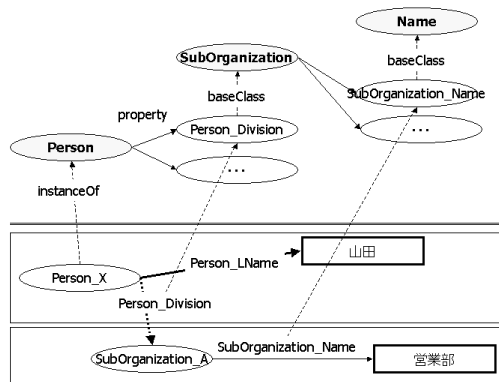 Name
SubOrganization
baseClass
baseClass
SubOrganization_Name
property
Person_Division
...
Person
...
instanceOf
山田
Person_LName
Person_X
Person_Division
SubOrganization_Name
SubOrganization_A
営業部